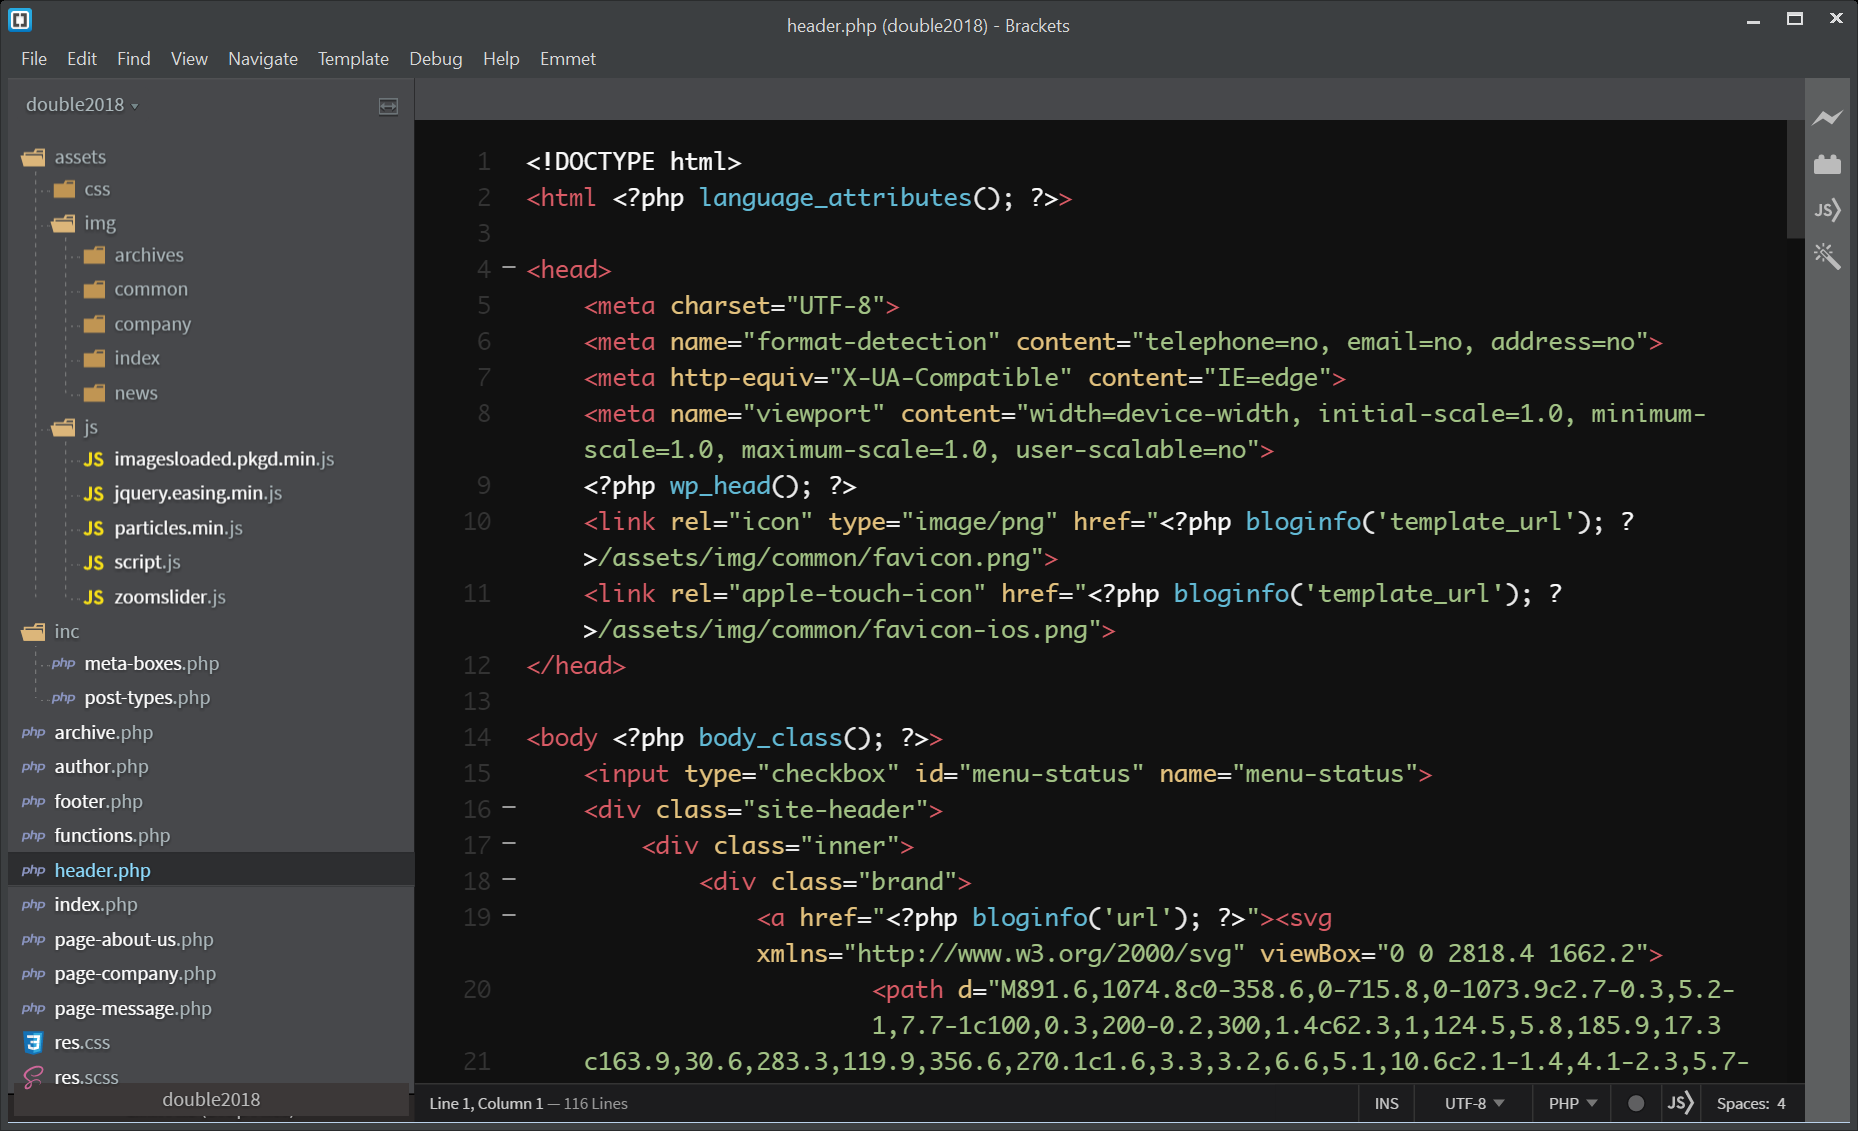 header.php (double2018) - Brackets
File Edit Find View Navigate Template Debug Help Emmet
double2018
assets
css
img
archives
common
company
index
news
js
JS imagesloaded.pkgd.min.js
JS jquery.easing.min.js
JS particles.min.js
JS script.js
JS zoomslider.js
inc
php meta-boxes.php
php post-types.php
php archive.php
php author.php
php footer.php
php functions.php
php header.php
php index.php
php page-about-us.php
php page-company.php
php page-message.php
3 res.css
res.scss
double2018
1 <!DOCTYPE html>
2 <html <?php language_attributes(); ?>>
3
4 <head>
5 <meta charset="UTF-8">
6 <meta name="format-detection" content="telephone=no, email=no, address=no">
7 <meta http-equiv="X-UA-Compatible" content="IE=edge">
8 <meta name="viewport" content="width=device-width, initial-scale=1.0, minimum-
scale=1.0, maximum-scale=1.0, user-scalable=no">
9 <?php wp_head(); ?>
10 <link rel="icon" type="image/png" href="<?php bloginfo('template_url'); ?
>/assets/img/common/favicon.png">
11 <link rel="apple-touch-icon" href="<?php bloginfo('template_url'); ?
>/assets/img/common/favicon-ios.png">
12 </head>
13
14 <body <?php body_class(); ?>>
15 <input type="checkbox" id="menu-status" name="menu-status">
16 <div class="site-header">
17 <div class="inner">
18 <div class="brand">
19 <a href="<?php bloginfo('url'); ?>"><svg
xmlns="http://www.w3.org/2000/svg" viewBox="0 0 2818.4 1662.2">
20 <path d="M891.6,1074.8c0-358.6,0-715.8,0-1073.9c2.7-0.3,5.2-
1,7.7-1c100,0.3,200-0.2,300,1.4c62.3,1,124.5,5.8,185.9,17.3
21 c163.9,30.6,283.3,119.9,356.6,270.1c1.6,3.3,3.2,6.6,5.1,10.6c2.1-1.4,4.1-2.3,5.7-
JS
Line 1, Column 1 — 116 Lines
INS UTF-8 PHP JS Spaces: 4